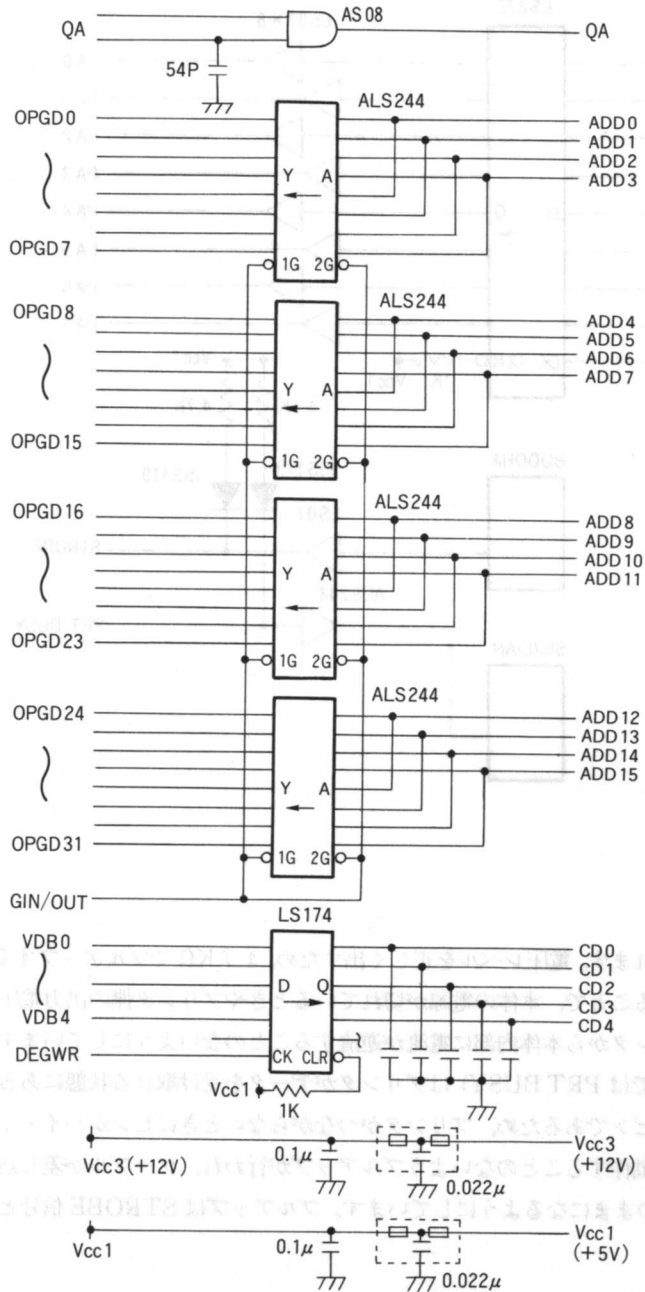 AS08
QA
QA
54P
ALS244
OPGD0
ADD0
ADD1
ADD2
ADD3
Y A
OPGD7
1G 2G
OPGD8
ALS244
ADD4
ADD5
ADD6
ADD7
Y A
OPGD15
1G 2G
OPGD16
ALS244
ADD8
ADD9
ADD10
ADD11
Y A
OPGD23
1G 2G
OPGD24
ALS244
ADD12
ADD13
ADD14
ADD15
Y A
OPGD31
1G 2G
GIN/OUT
LS174
VDB0
CD0
CD1
D Q
CD2
CD3
VDB4
CD4
DEGWR
CK CLR
Vcc1
1K
Vcc3(+12V)
0.1μ
0.022μ
Vcc3
(+12V)
Vcc1
0.1μ
0.022μ
Vcc1
(+5V)